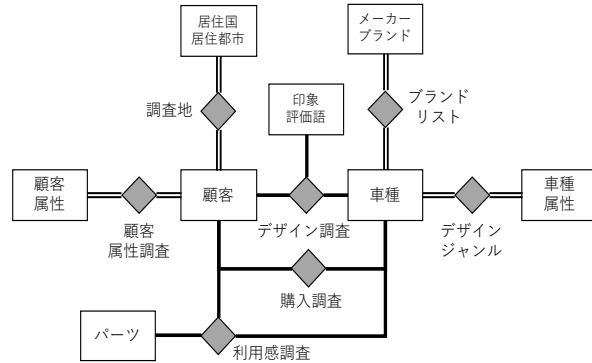 居住国
居住都市
メーカー
ブランド
調査地
印象
評価語
ブランド
リスト
顧客
属性
顧客
車種
車種
属性
顧客
属性調査
デザイン調査
デザイン
ジャンル
購入調査
パーツ
利用感調査